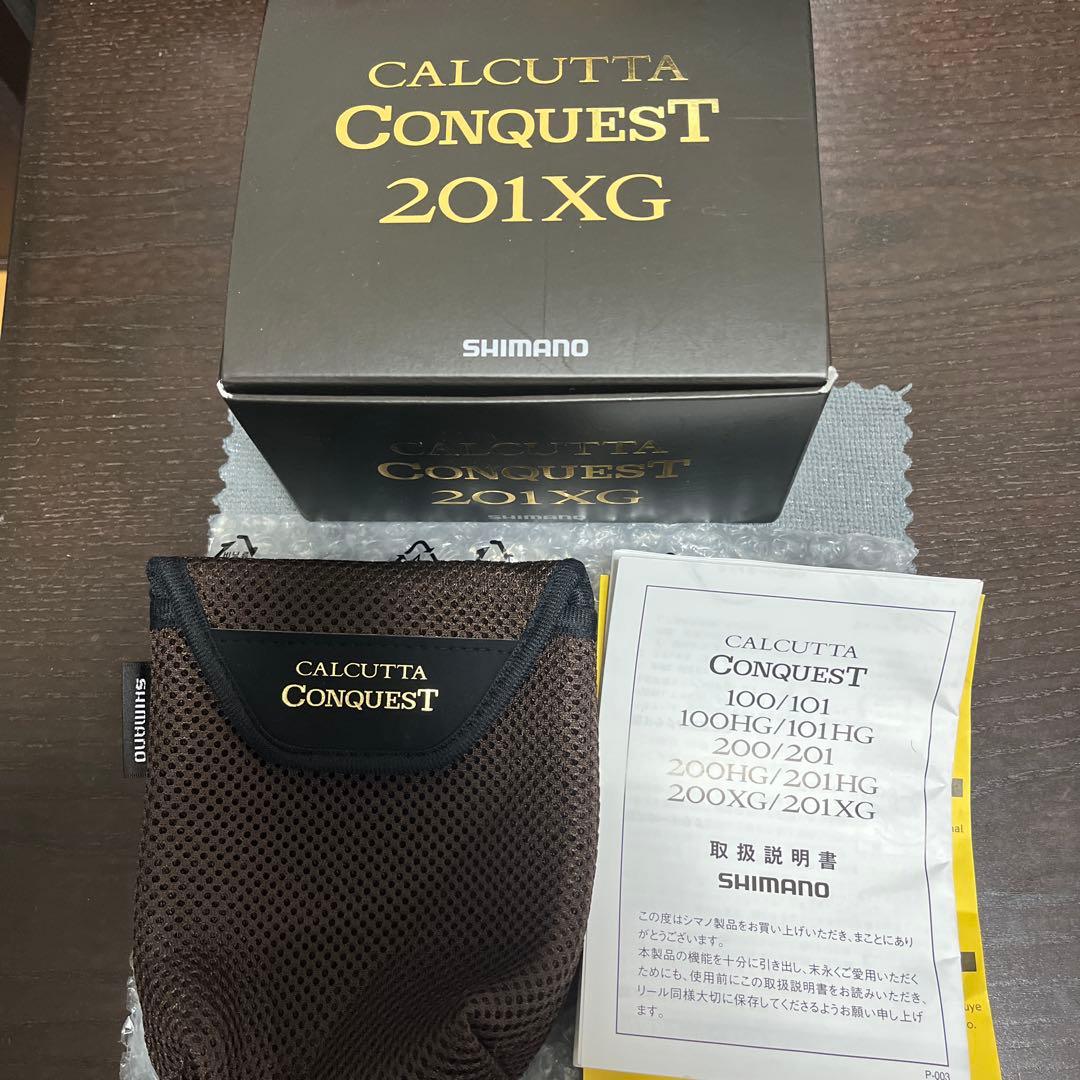 CALCUTTA
CONQUEST
201XG
SHIMANO
CALCUTTA
CONQUEST
201XG
SHIMANO
비닐류
CALCUTTA
CONQUEST
SHIMANO
CALCUTTA
CONQUEST
100/101
100HG/101HG
200/201
200HG/201HG
200XG/201XG
取扱説明書
SHIMANO
この度はシマノ製品をお買い上げいただき、まことにあり
がとうございます。
本製品の機能を十分に引き出し、末永くご愛用いただく
ためにも、使用前にこの取扱説明書をお読みいただき、
リール同様大切に保存してくださるようお願い申し上げ
ます。
P-003